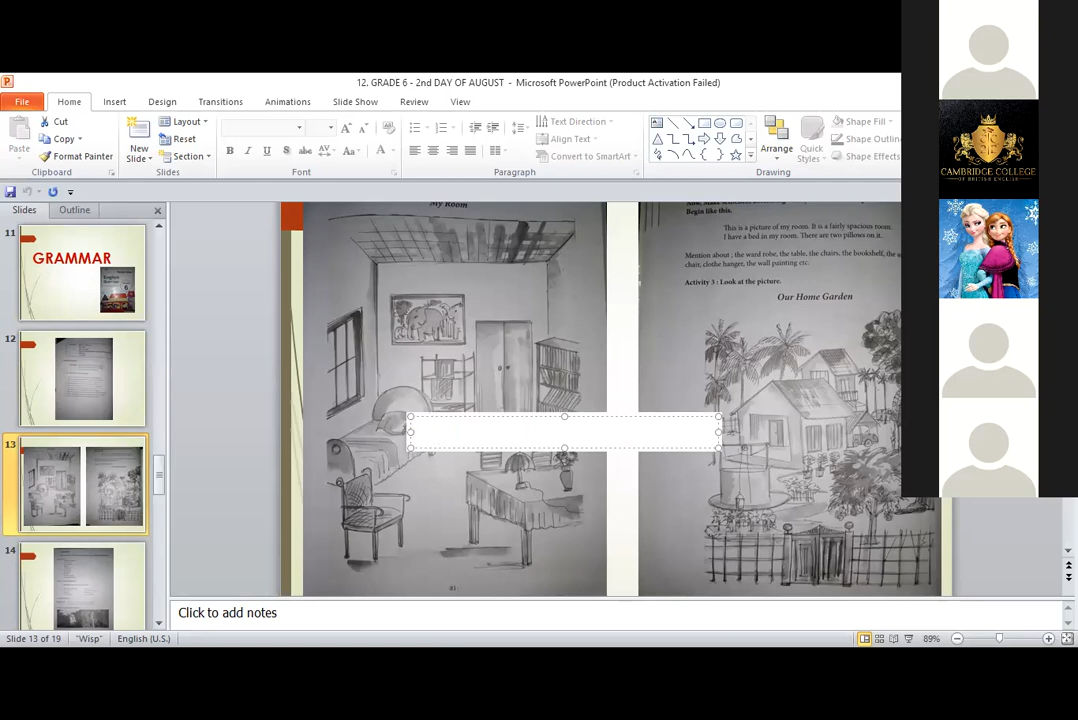 12. GRADE 6 - 2nd DAY OF AUGUST - Microsoft PowerPoint (Product Activation Failed)
File Home Insert Design Transitions Animations Slide Show Review View
Paste
Cut
Copy
Format Painter
Clipboard
New
Slide
Layout
Reset
Section
Slides
Font
Text Direction
Align Text
Convert to SmartArt
Paragraph
Arrange
Quick
Styles
Shape Fill
Shape Outlin
Shape Effects
Drawing
Slides Outline
11
GRAMMAR
12
13
14
My Room
81
Begin like this.
This is a picture of my room. It is a fairly spacious room.
I have a bed in my room. There are two pillows on it.
Mention about ; the ward robe, the table, the chairs, the bookshelf, the
chair, clothe hanger, the wall painting etc.
Activity 3 : Look at the picture.
Our Home Garden
CAMBRIDGE COLLEGE
OF BRITISH ENGLISH
Click to add notes
Slide 13 of 19 "Wisp" English (U.S.) 89%